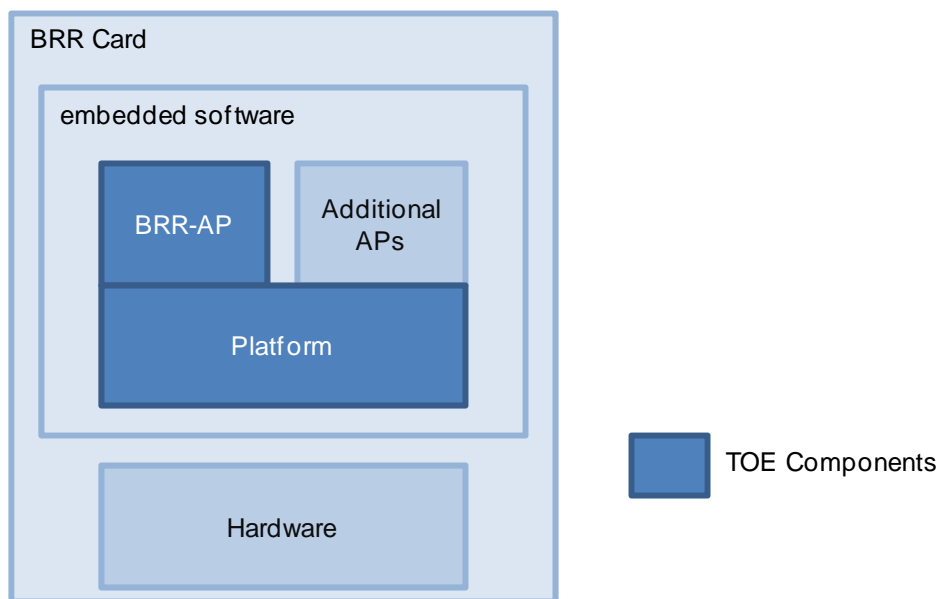 BRR Card
embedded software
BRR-AP
Additional
APs
Platform
TOE Components
Hardware